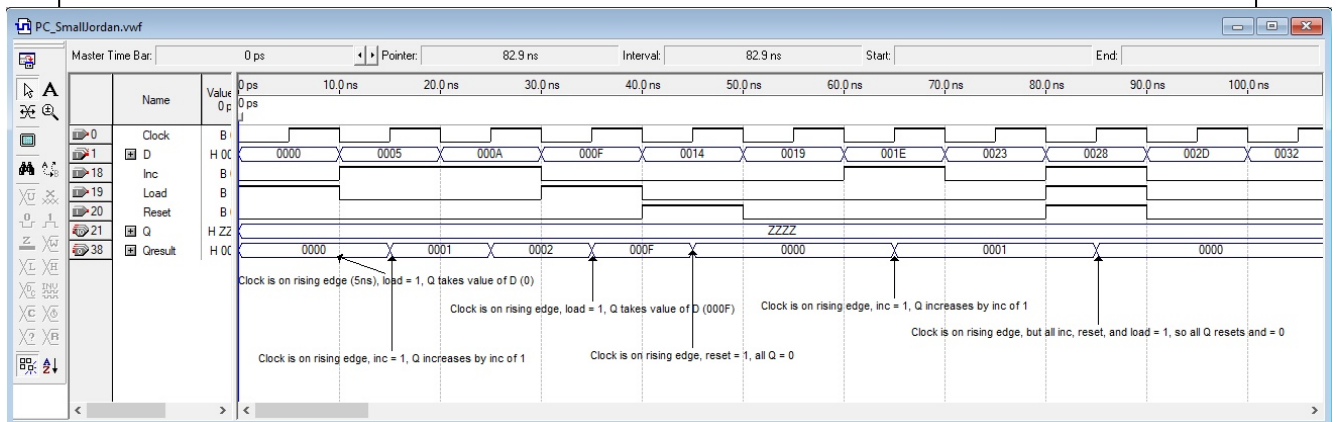 PC_SmallJordan.vwf
Master Time Bar: 0 ps Pointer: 82.9 ns Interval: 82.9 ns Start: End:
Name Value 0 ps 10.0 ns 20.0 ns 30.0 ns 40.0 ns 50.0 ns 60.0 ns 70.0 ns 80.0 ns 90.0 ns 100.0 ns
0 p 0 ps
0 Clock B
1 D H 00 0000 0005 000A 000F 0014 0019 001E 0023 0028 002D 0032
18 Inc B
19 Load B
20 Reset B
21 Q H ZZ ZZZZ
38 Qresult H 00 0000 0001 0002 000F 0000 0001 0000
Clock is on rising edge (5ns), load = 1, Q takes value of D (0)
Clock is on rising edge, load = 1, Q takes value of D (000F)
Clock is on rising edge, inc = 1, Q increases by inc of 1
Clock is on rising edge, but all inc, reset, and load = 1, so all Q resets and = 0
Clock is on rising edge, inc = 1, Q increases by inc of 1
Clock is on rising edge, reset = 1, all Q = 0